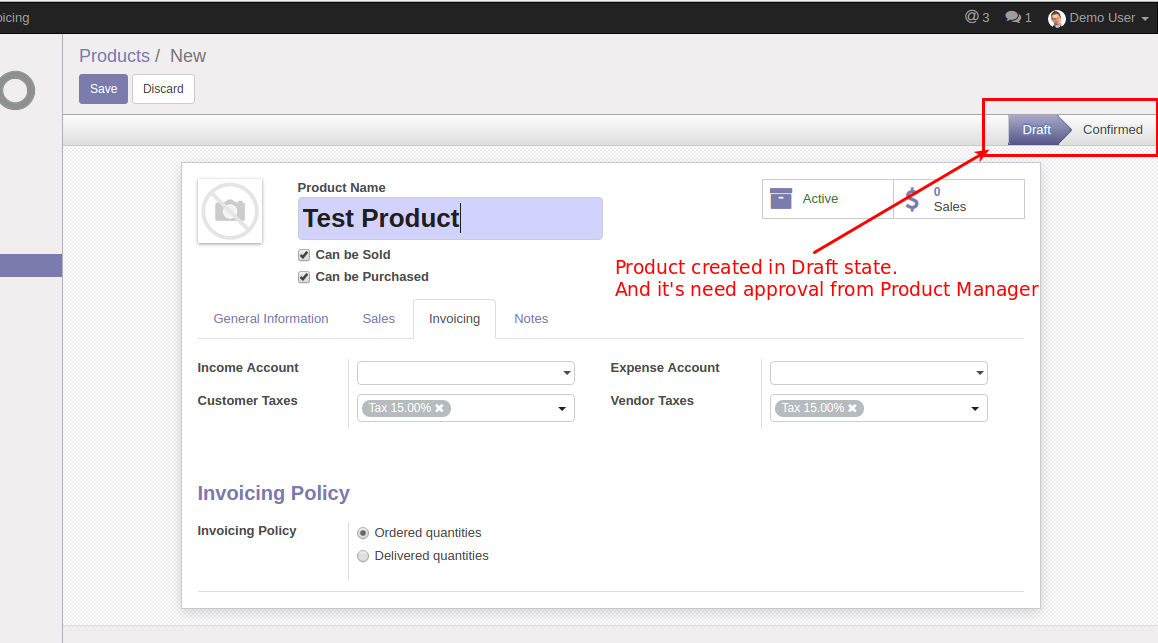 oicing
@ 3
1
Demo User
Products / New
Save
Discard
Draft
Confirmed
Product Name
Test Product
Active
0
Sales
Can be Sold
Can be Purchased
Product created in Draft state.
And it's need approval from Product Manager
General Information
Sales
Invoicing
Notes
Income Account
Expense Account
Customer Taxes
Tax 15.00% ✖
Vendor Taxes
Tax 15.00% ✖
Invoicing Policy
Invoicing Policy
Ordered quantities
Delivered quantities